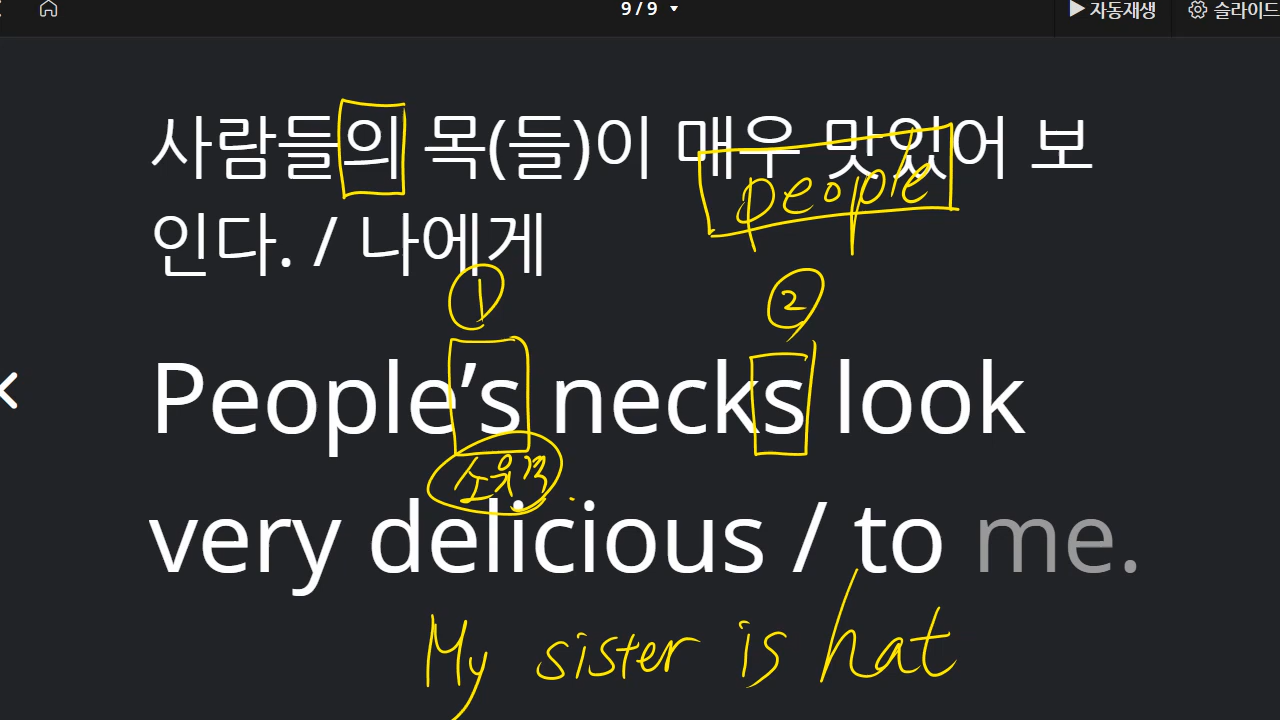 9 / 9 자동재생 슬라이드
사람들의 목(들)이 매우 맛있어 보
people
인다. / 나에게
1 2
People's necks look
소유격
very delicious / to me.
My sister is hat